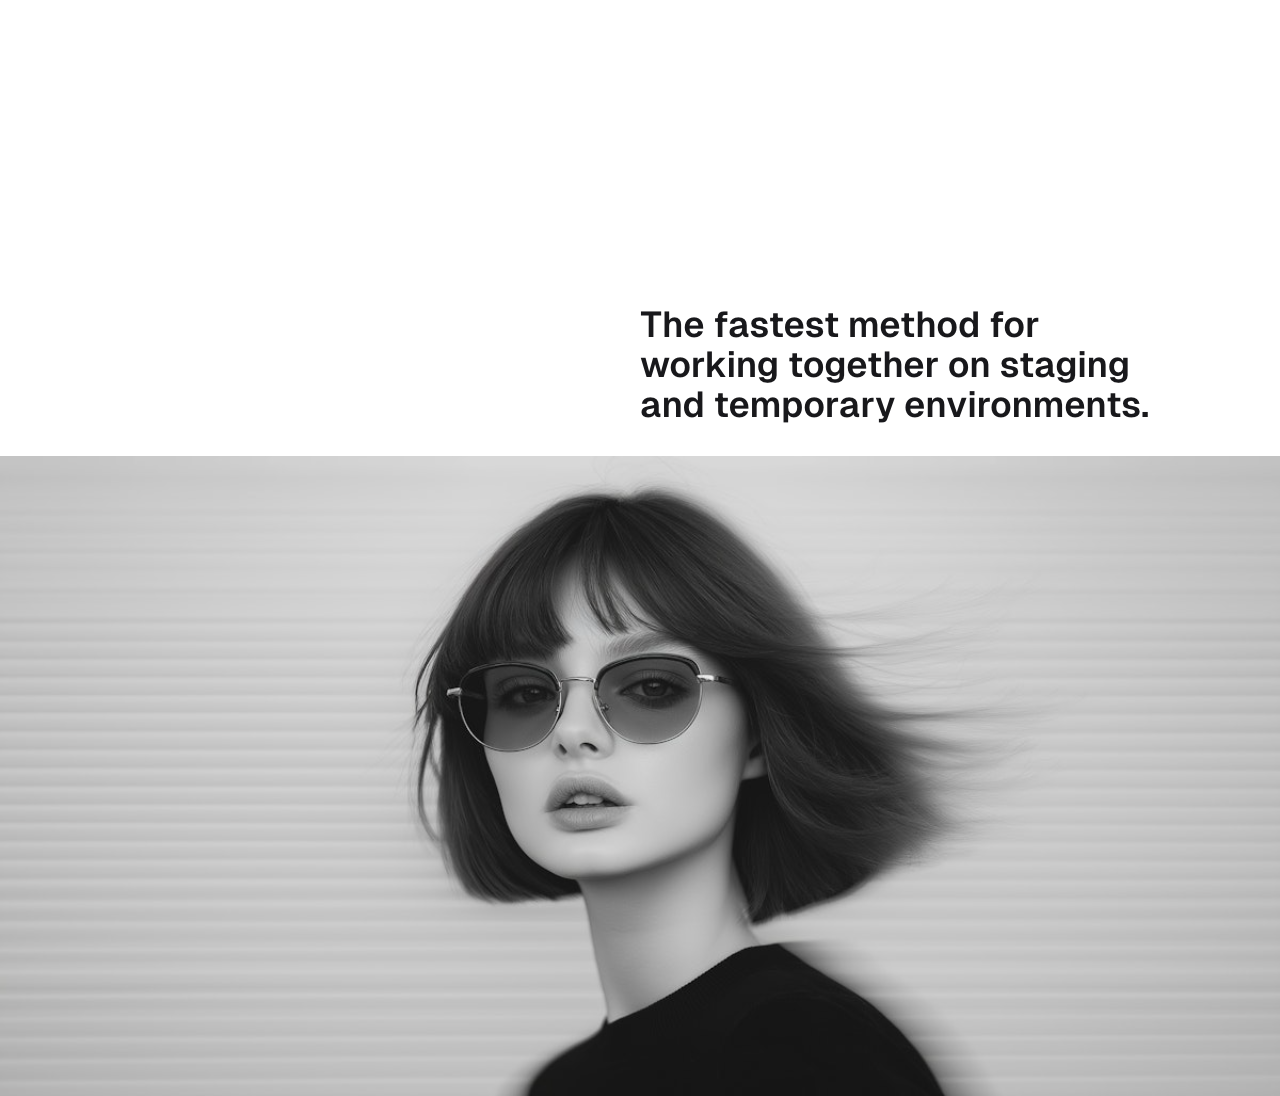 The fastest method for
working together on staging
and temporary environments.